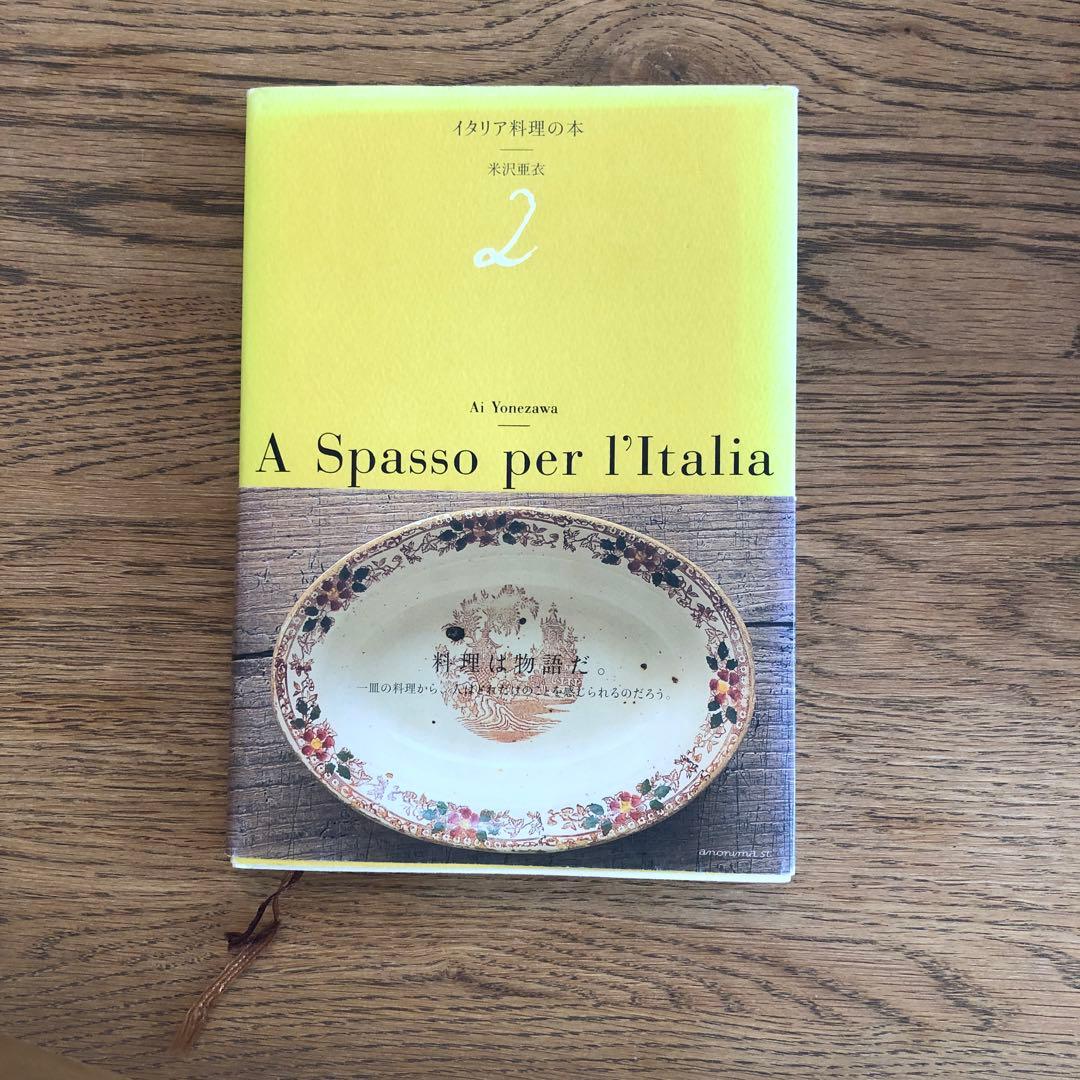 イタリア料理の本
米沢亜衣
2
Ai Yonezawa
A Spasso per l'Italia
料理は物語だ。
一皿の料理から、人はどれだけのことを感じられるのだろう。
anonima st.